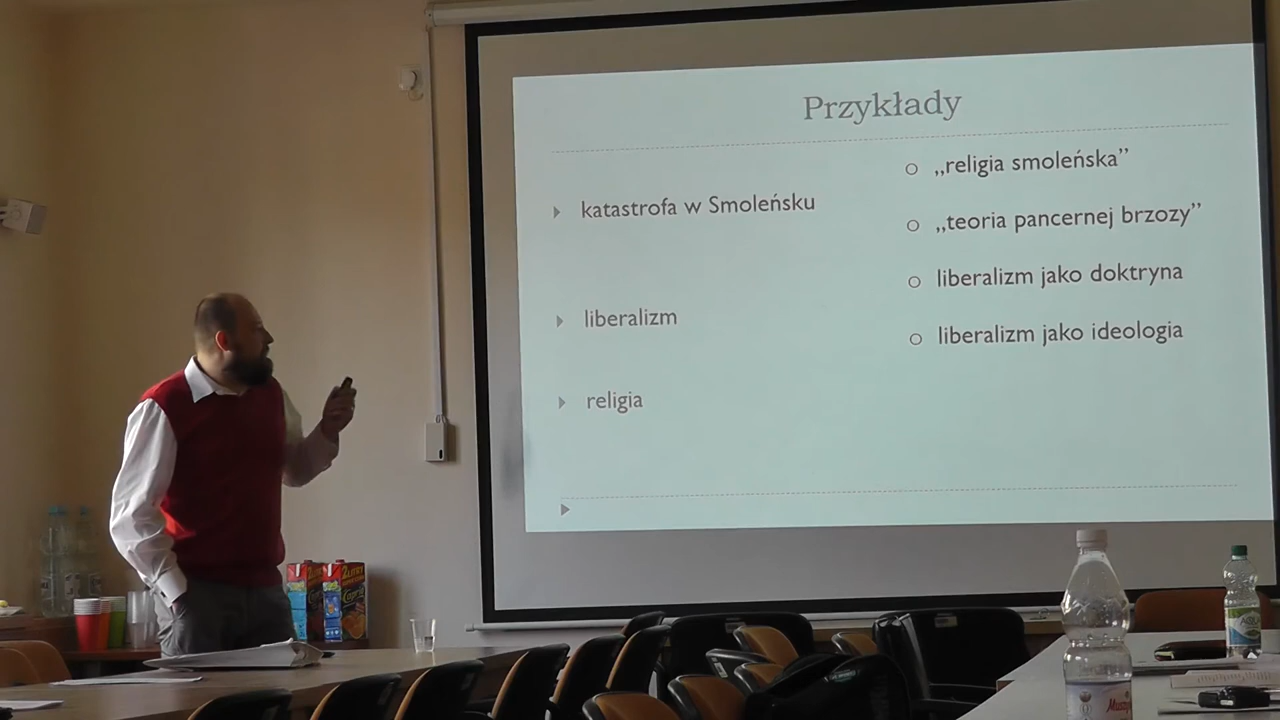 Przykłady
katastrofa w Smoleńsku
liberalizm
religia
„religia smoleńska”
„teoria pancernej brzozy”
liberalizm jako doktryna
liberalizm jako ideologia